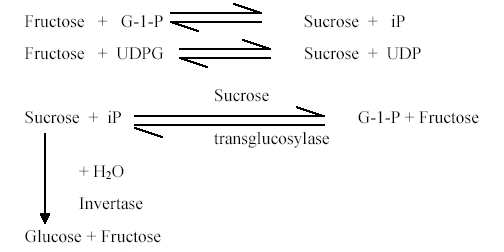 Fructose + G-1-P Sucrose + iP
Fructose + UDPG Sucrose + UDP
Sucrose
Sucrose + iP G-1-P + Fructose
transglucosylase
+ H₂O
Invertase
Glucose + Fructose